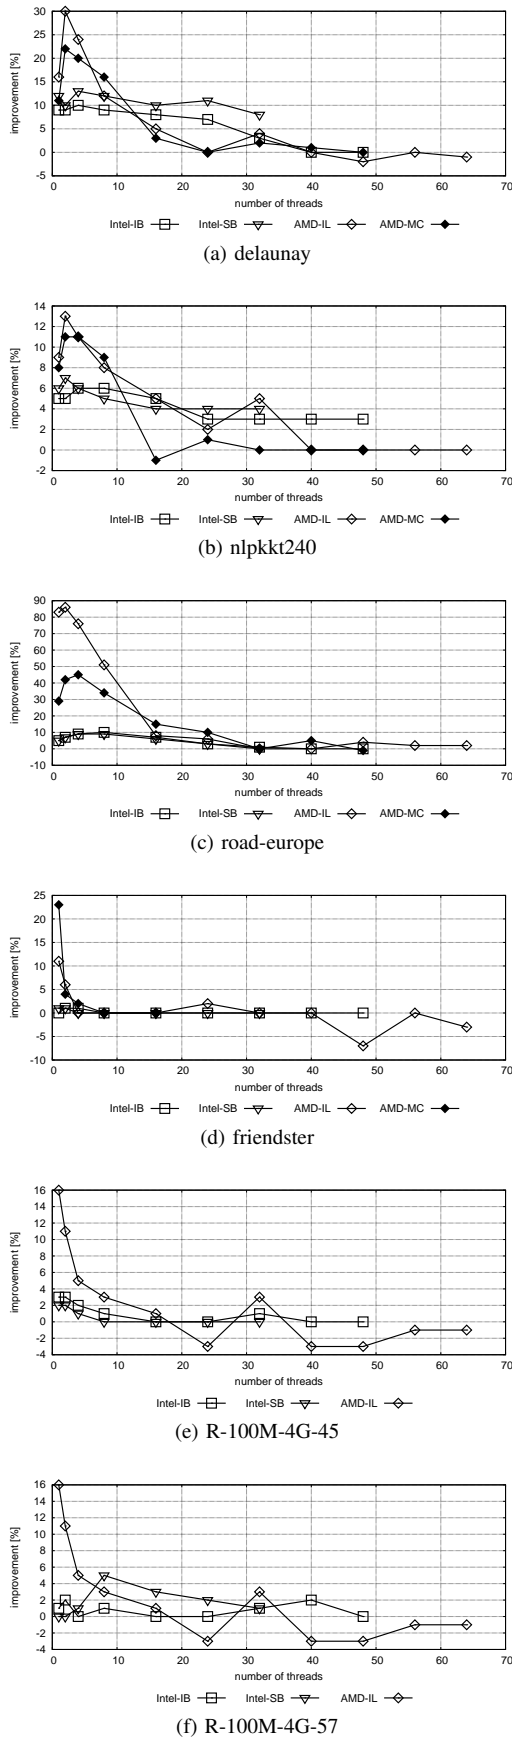 30
25
20
15
10
5
0
-5
improvement [%]
0 10 20 30 40 50 60 70
number of threads
Intel-IB Intel-SB AMD-IL AMD-MC
(a) delaunay
14
12
10
8
6
4
2
0
-2
improvement [%]
0 10 20 30 40 50 60 70
number of threads
Intel-IB Intel-SB AMD-IL AMD-MC
(b) nlpkkt240
90
80
70
60
50
40
30
20
10
0
-10
improvement [%]
0 10 20 30 40 50 60 70
number of threads
Intel-IB Intel-SB AMD-IL AMD-MC
(c) road-europe
25
20
15
10
5
0
-5
-10
improvement [%]
0 10 20 30 40 50 60 70
number of threads
Intel-IB Intel-SB AMD-IL AMD-MC
(d) friendster
16
14
12
10
8
6
4
2
0
-2
-4
improvement [%]
0 10 20 30 40 50 60 70
number of threads
Intel-IB Intel-SB AMD-IL
(e) R-100M-4G-45
16
14
12
10
8
6
4
2
0
-2
-4
improvement [%]
0 10 20 30 40 50 60 70
number of threads
Intel-IB Intel-SB AMD-IL
(f) R-100M-4G-57